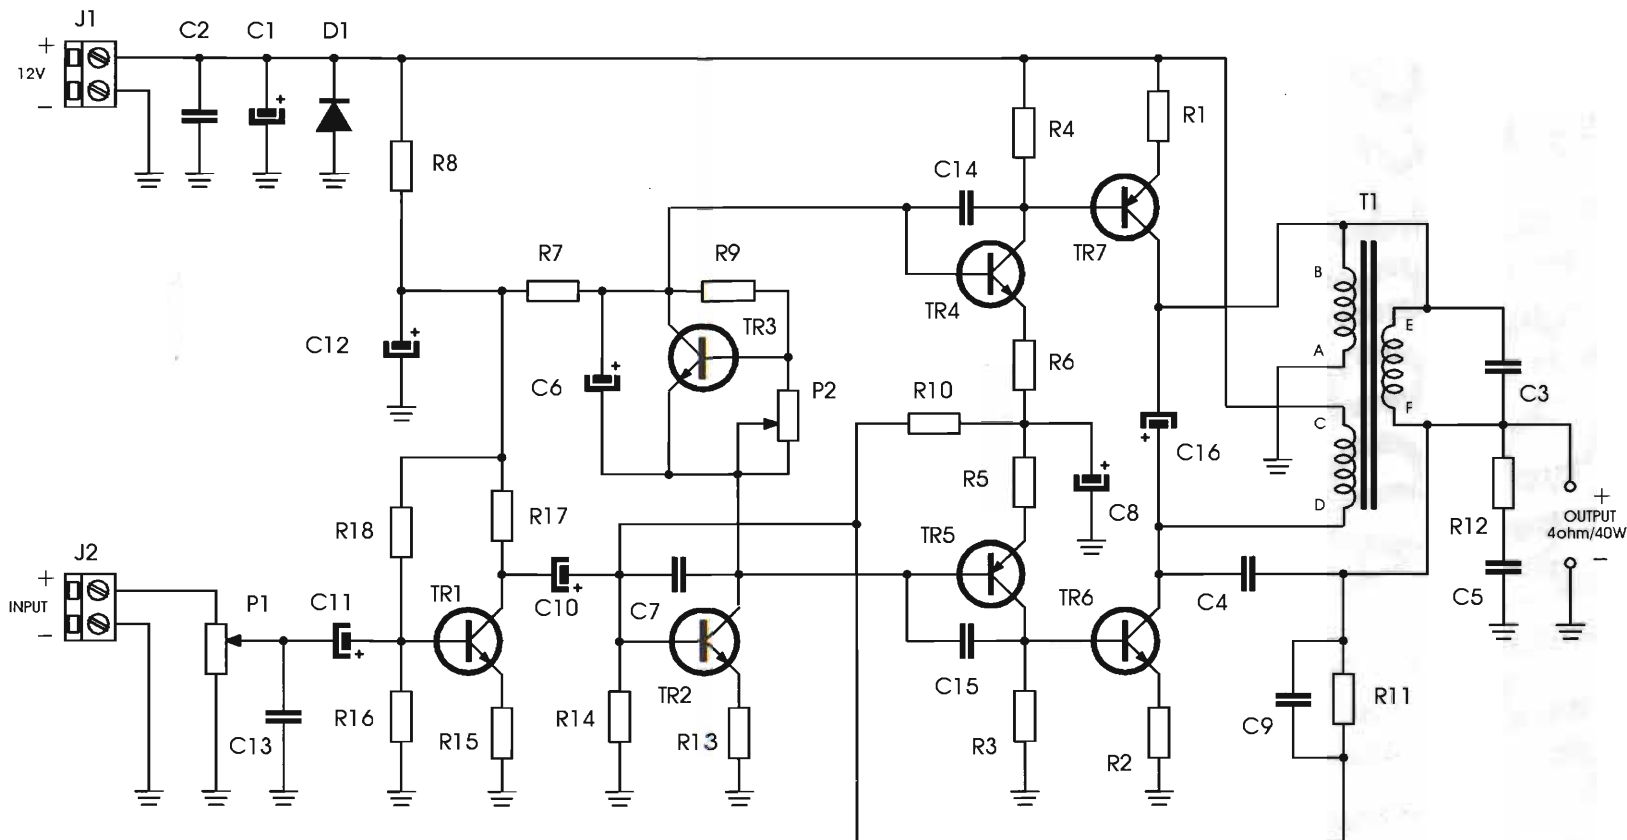 J1
C2
C1
D1
+
12V
−
R8
R4
R1
C14
T1
R7
R9
TR7
B
TR4
TR3
E
C12
R6
A
C6
P2
R10
C3
F
C
+
C16
R5
+
C8
D
R12
+
OUTPUT
4ohm/40W
−
R18
R17
TR5
J2
+
INPUT
−
P1
C11
TR1
C10
C7
TR6
C4
C5
TR2
C15
R16
R14
R11
C13
R15
R13
R3
C9
R2
+
+
+
+
+
+